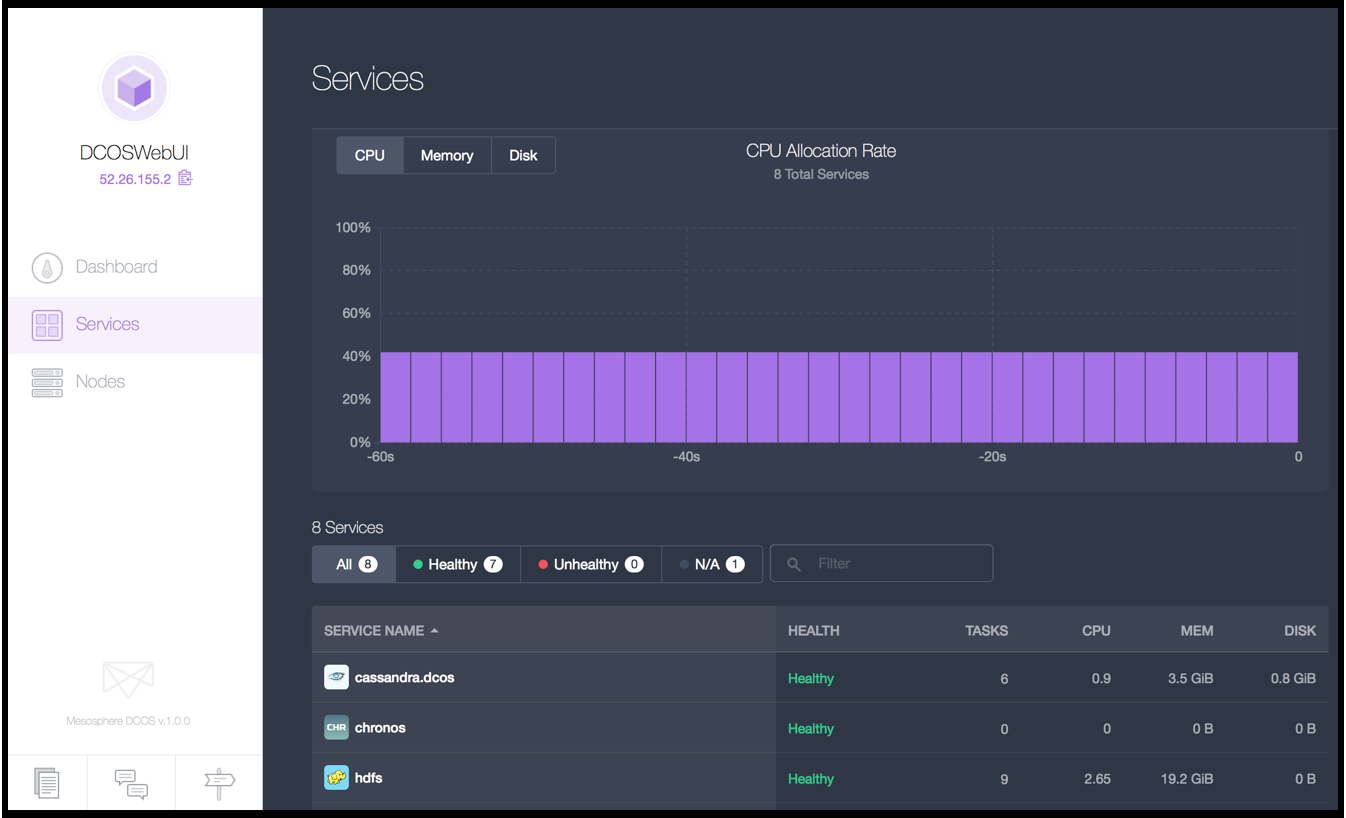 DCOSWebUI
52.26.155.2
Dashboard
Services
Nodes
Mesosphere DCOS v.1.0.0
Services
CPU Memory Disk
CPU Allocation Rate
8 Total Services
100%
80%
60%
40%
20%
0%
-60s -40s -20s 0
8 Services
All 8 Healthy 7 Unhealthy 0 N/A 1 Filter
SERVICE NAME HEALTH TASKS CPU MEM DISK
cassandra.dcos Healthy 6 0.9 3.5 GiB 0.8 GiB
CHR chronos Healthy 0 0 0 B 0 B
hdfs Healthy 9 2.65 19.2 GiB 0 B